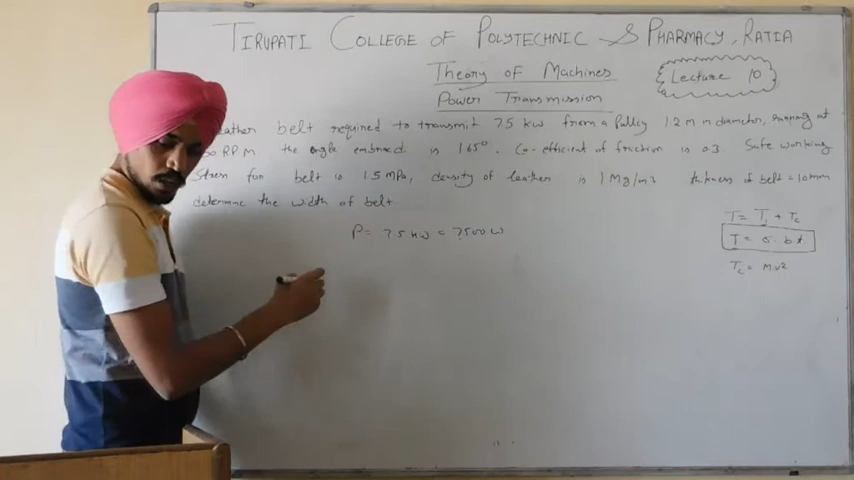 TIRUPATI COLLEGE OF POLYTECHNIC & PHARMACY, RATIA
Theory of Machines
Lecture 10
Power Transmission
belt required to transmit 7.5 kw from a Pulley 1.2 m in diameter, running at
RPM the angle embraced is 165°. Co-efficient of friction is 0.3. Safe working
Stress for belt is 1.5 MPa, density of leather is 1 Mg/m3 thickness of belt = 10mm
determine the width of belt
P = 7.5 kw = 7500 W
T = T1 + Tc
T = σ. b. t
Tc = m.v2